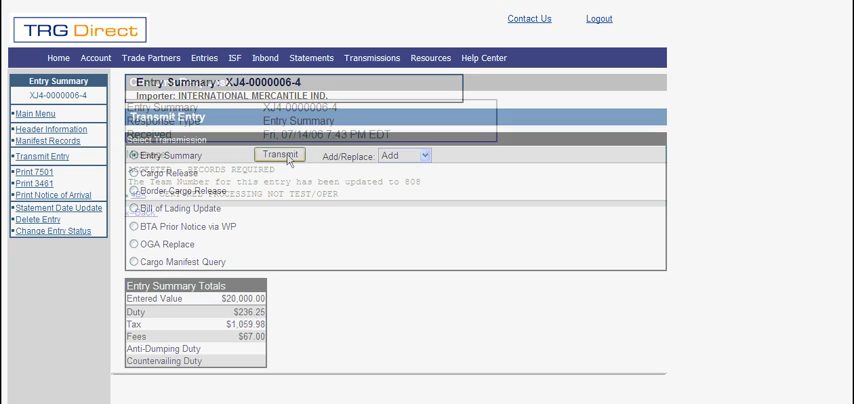 TRG Direct
Contact Us Logout
Home Account Trade Partners Entries ISF Inbond Statements Transmissions Resources Help Center
Entry Summary
XJ4-0000006-4
Main Menu
Header Information
Manifest Records
Transmit Entry
Print 7501
Print 3461
Print Notice of Arrival
Statement Date Update
Delete Entry
Change Entry Status
Entry Summary: XJ4-0000006-4
Importer: INTERNATIONAL MERCANTILE IND.
Entry Summary XJ4-0000006-4
Transmit Entry
Response Type Entry Summary
Received Fri, 07/14/06 7:43 PM EDT
Select Transmission
Entry Summary Transmit Add/Replace: Add
RECORDS REQUIRED
Cargo Release
The Team Number for this entry has been updated to 808
Border Cargo Release
PROCESSING NOT TEST/OPER
Bill of Lading Update
BTA Prior Notice via WP
OGA Replace
Cargo Manifest Query
Entry Summary Totals
Entered Value $20,000.00
Duty $236.25
Tax $1,059.98
Fees $67.00
Anti-Dumping Duty
Countervailing Duty